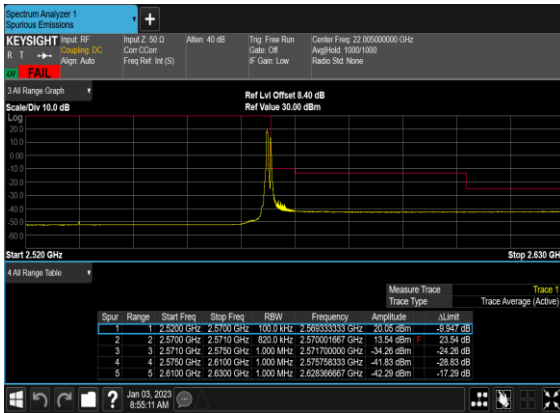 Spectrum Analyzer 1
Spurious Emissions
KEYSIGHT Input: RF Input Z: 50 Ω Atten: 40 dB Trig: Free Run Center Freq: 22.005000000 GHz
R T Coupling: DC Corr CCorr Gate: Off Avg|Hold: 1000/1000
Align: Auto Freq Ref: Int (S) IF Gain: Low Radio Std: None
FAIL
3 All Range Graph
Ref Lvl Offset 8.40 dB
Scale/Div 10.0 dB Ref Value 30.00 dBm
Log
20.0
10.0
0.00
-10.0
-20.0
-30.0
-40.0
-50.0
-60.0
Start 2.520 GHz Stop 2.630 GH
4 All Range Table
Measure Trace Trace 1
Trace Type Trace Average (Active)
Spur Range Start Freq Stop Freq RBW Frequency Amplitude ΔLimit
1 1 2.5200 GHz 2.5700 GHz 100.0 kHz 2.569333333 GHz 20.05 dBm -9.947 dB
2 2 2.5700 GHz 2.5710 GHz 820.0 kHz 2.570001667 GHz 13.54 dBm F 23.54 dB
3 3 2.5710 GHz 2.5750 GHz 1.000 MHz 2.571700000 GHz -34.26 dBm -24.26 dB
4 4 2.5750 GHz 2.6100 GHz 1.000 MHz 2.575758333 GHz -41.83 dBm -28.83 dB
5 5 2.6100 GHz 2.6300 GHz 1.000 MHz 2.628366667 GHz -42.29 dBm -17.29 dB
Jan 03, 2023
8:55:11 AM